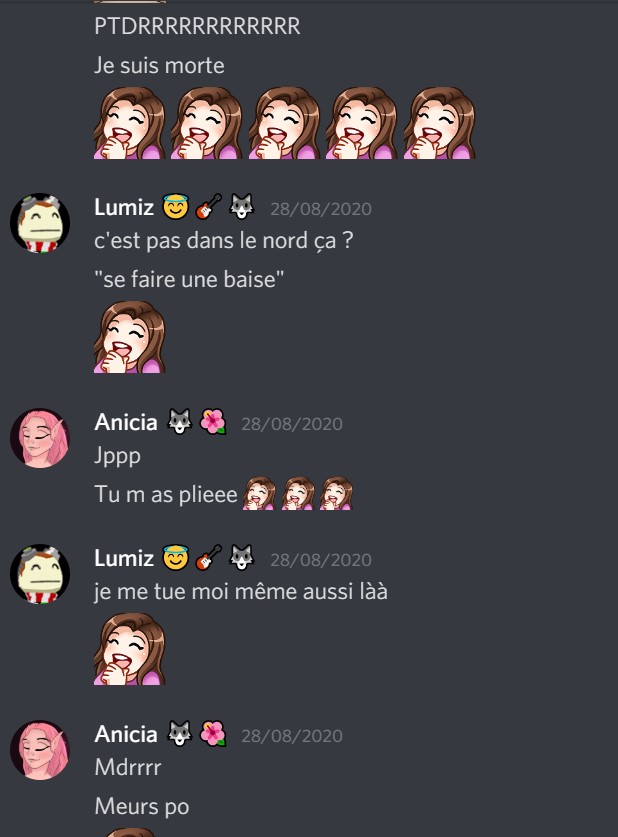 PTDRRRRRRRRRRRR
Je suis morte
Lumiz 😇 🎸 🐺 28/08/2020
c'est pas dans le nord ça ?
"se faire une baise"
Anicia 🐺 🌺 28/08/2020
Jppp
Tu m as plieee
Lumiz 😇 🎸 🐺 28/08/2020
je me tue moi même aussi làà
Anicia 🐺 🌺 28/08/2020
Mdrrrr
Meurs po